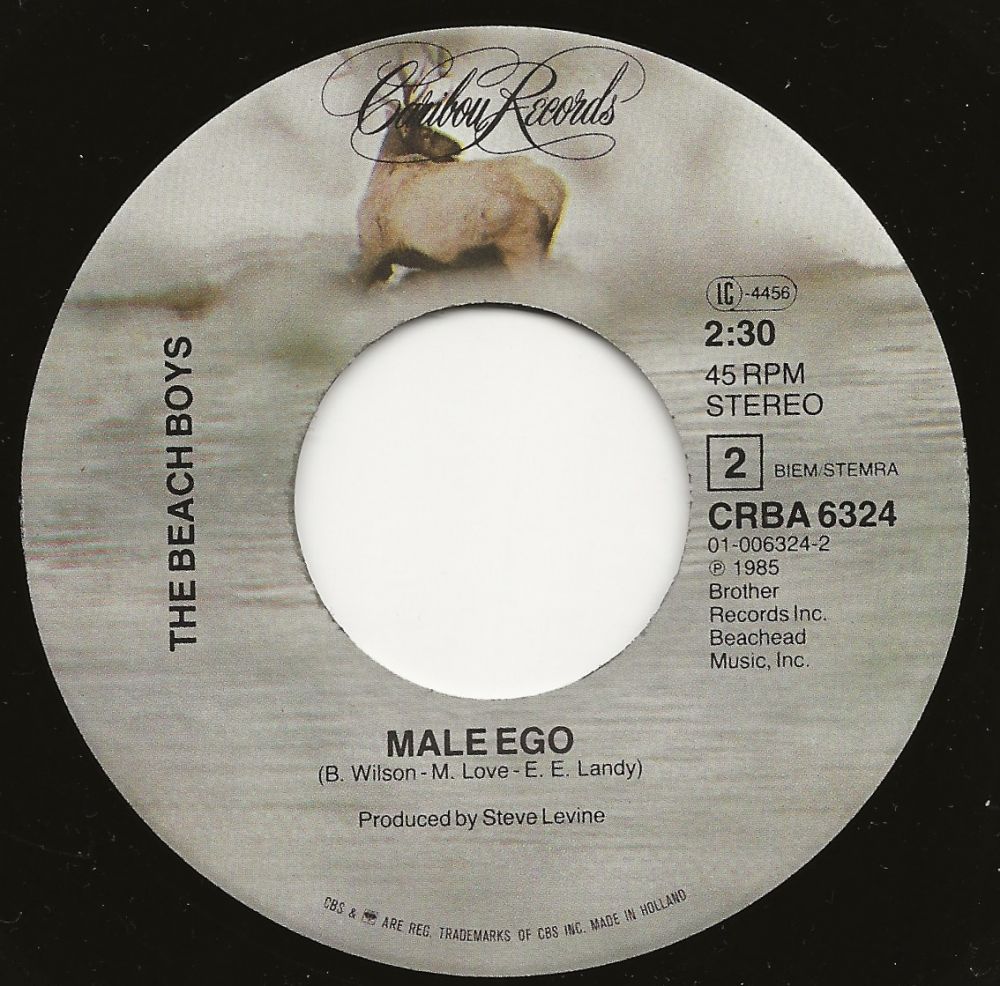 Caribou Records
LC-4456
2:30
45 RPM
STEREO
2 BIEM/STEMRA
CRBA 6324
01-006324-2
℗ 1985
Brother
Records Inc.
Beachead
Music, Inc.
THE BEACH BOYS
MALE EGO
(B. Wilson - M. Love - E. E. Landy)
Produced by Steve Levine
CBS & ARE REG. TRADEMARKS OF CBS INC. MADE IN HOLLAND